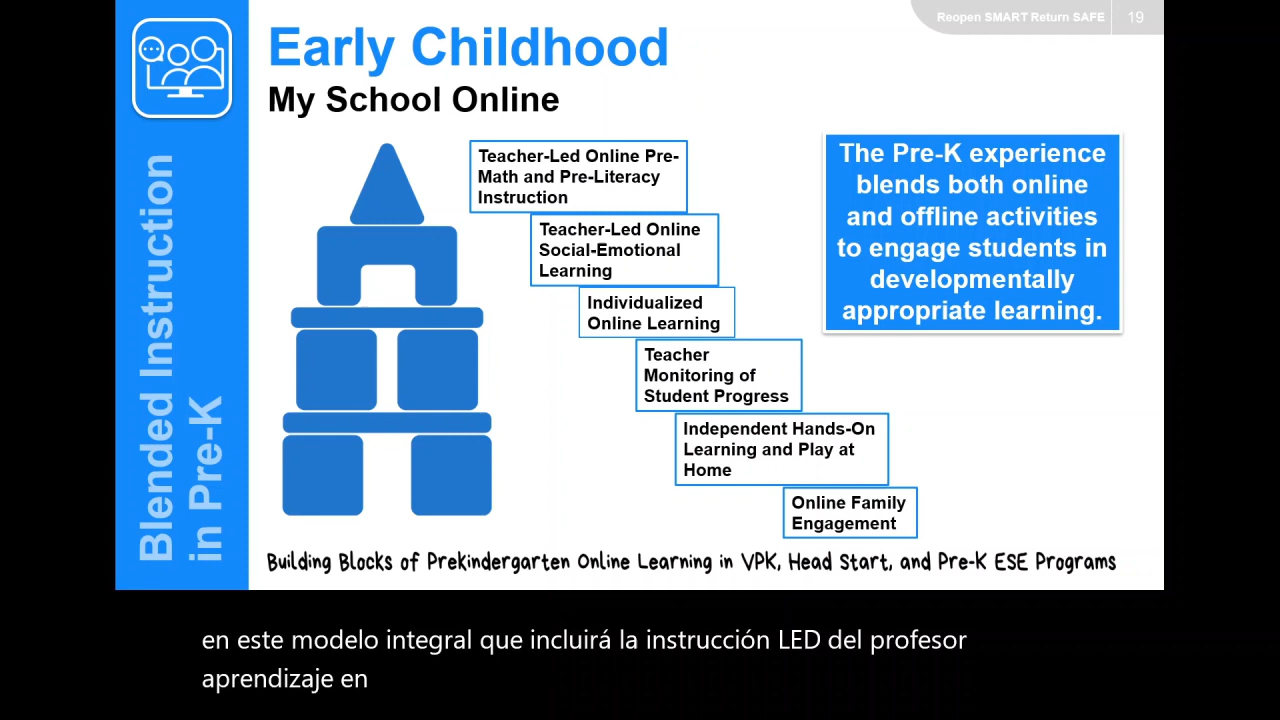 Reopen SMART Return SAFE 19
Early Childhood
My School Online
Blended Instruction
in Pre-K
Teacher-Led Online Pre-
Math and Pre-Literacy
Instruction
Teacher-Led Online
Social-Emotional
Learning
Individualized
Online Learning
Teacher
Monitoring of
Student Progress
Independent Hands-On
Learning and Play at
Home
Online Family
Engagement
The Pre-K experience
blends both online
and offline activities
to engage students in
developmentally
appropriate learning.
Building Blocks of Prekindergarten Online Learning in VPK, Head Start, and Pre-K ESE Programs
en este modelo integral que incluirá la instrucción LED del profesor
aprendizaje en